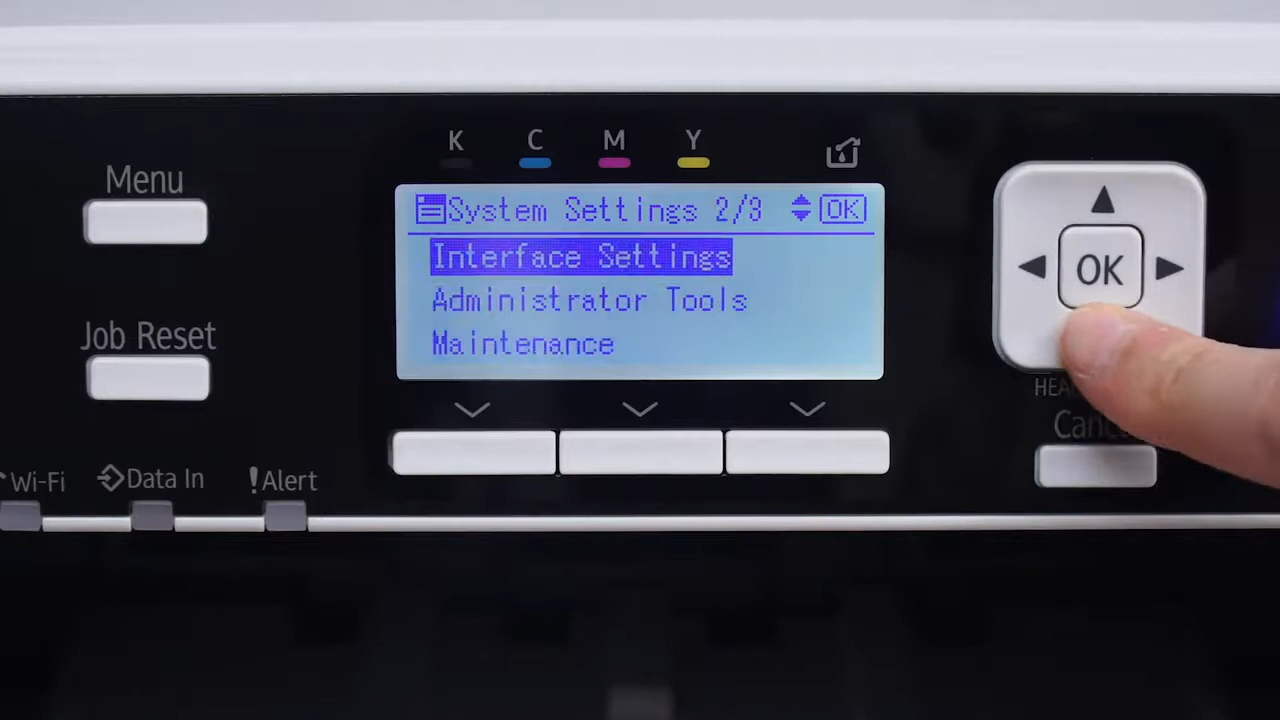 K C M Y
Menu
System Settings 2/3 OK
Interface Settings
Administrator Tools
Maintenance
OK
Job Reset
Wi-Fi
Data In
!Alert